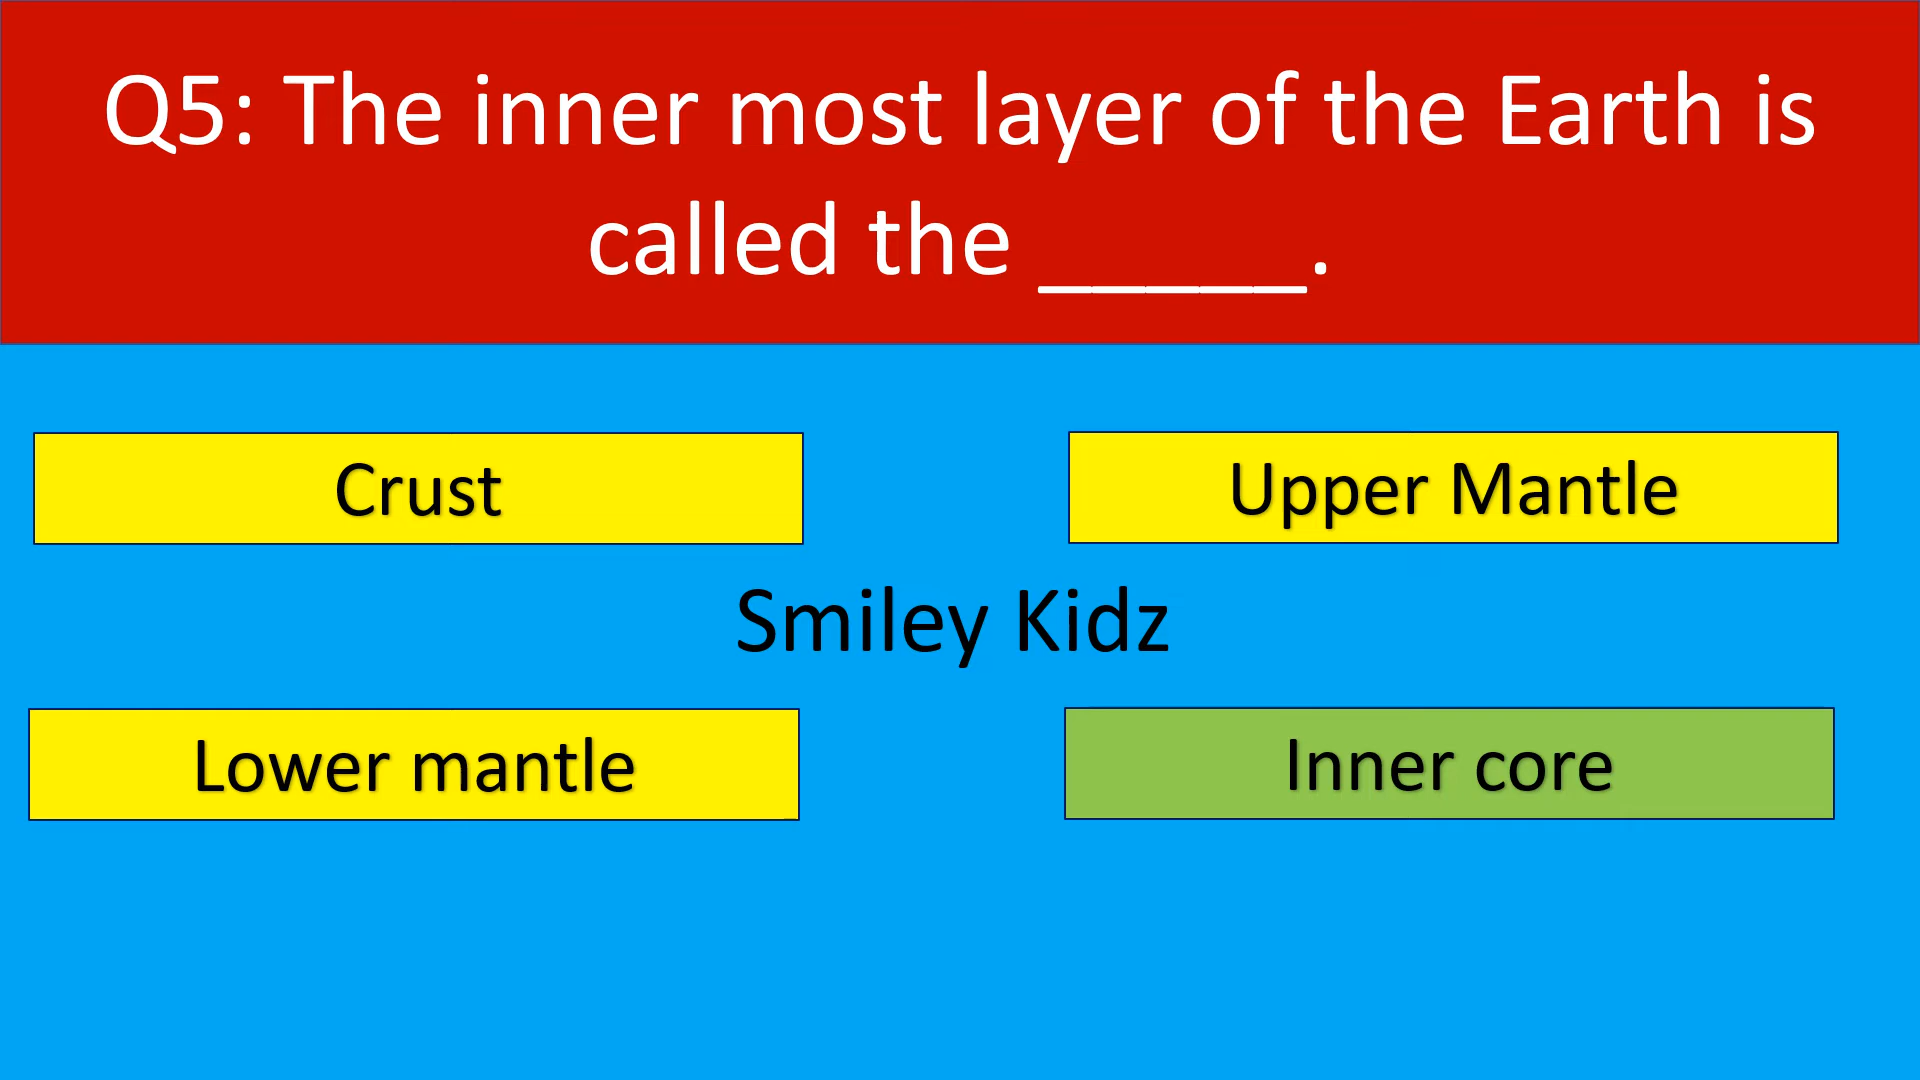 Q5: The inner most layer of the Earth is
called the _____.
Crust
Upper Mantle
Smiley Kidz
Lower mantle
Inner core